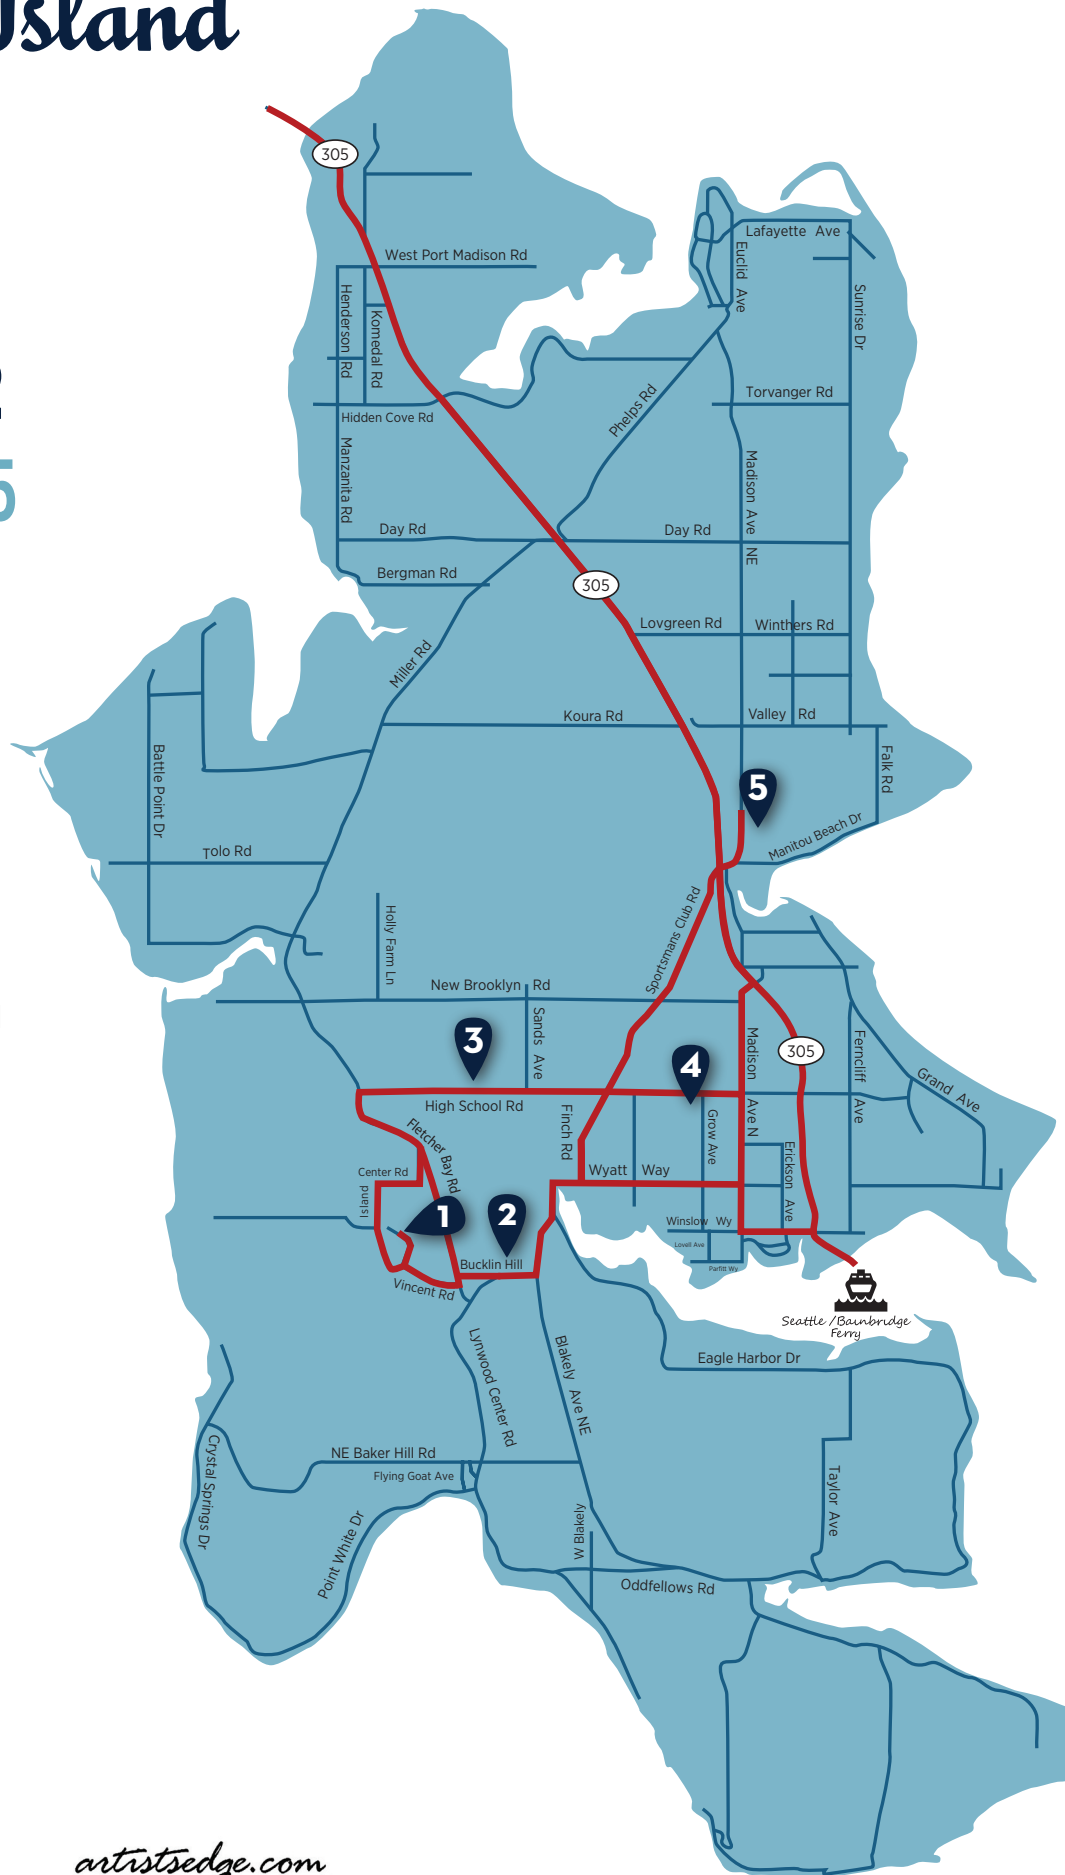 Island
305
West Port Madison Rd
Lafayette Ave
Euclid Ave
Sunrise Dr
Henderson Rd
Komedal Rd
Hidden Cove Rd
Phelps Rd
Torvanger Rd
Manzanita Rd
Madison Ave NE
5
Day Rd
Day Rd
Bergman Rd
305
Lovgreen Rd
Winthers Rd
Miller Rd
Koura Rd
Valley Rd
Battle Point Dr
Falk Rd
5
Manitou Beach Dr
Tolo Rd
Holly Farm Ln
Sportsmans Club Rd
New Brooklyn Rd
Sands Ave
3
4
Madison Ave N
305
Ferncliff Ave
Grand Ave
High School Rd
Finch Rd
Grow Ave
Fletcher Bay Rd
Center Rd
Wyatt Way
Erickson Ave
Island
1
2
Winslow Wy
Lovell Ave
Parfitt Wy
Bucklin Hill
Vincent Rd
Seattle/Bainbridge
Ferry
Lynwood Center Rd
Blakely Ave NE
Eagle Harbor Dr
Crystal Springs Dr
NE Baker Hill Rd
Flying Goat Ave
Taylor Ave
Point White Dr
W Blakely
Oddfellows Rd
artistsedge.com